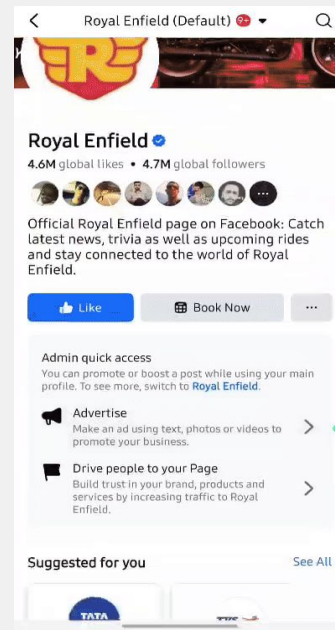 Royal Enfield (Default) 9+
R
Royal Enfield
4.6M global likes • 4.7M global followers
Official Royal Enfield page on Facebook: Catch
latest news, trivia as well as upcoming rides
and stay connected to the world of Royal
Enfield.
Like
Book Now
...
Admin quick access
You can promote or boost a post while using your main
profile. To see more, switch to Royal Enfield.
Advertise
Make an ad using text, photos or videos to
promote your business.
Drive people to your Page
Build trust in your brand, products and
services by increasing traffic to Royal
Enfield.
Suggested for you
See All
TATA
TVS